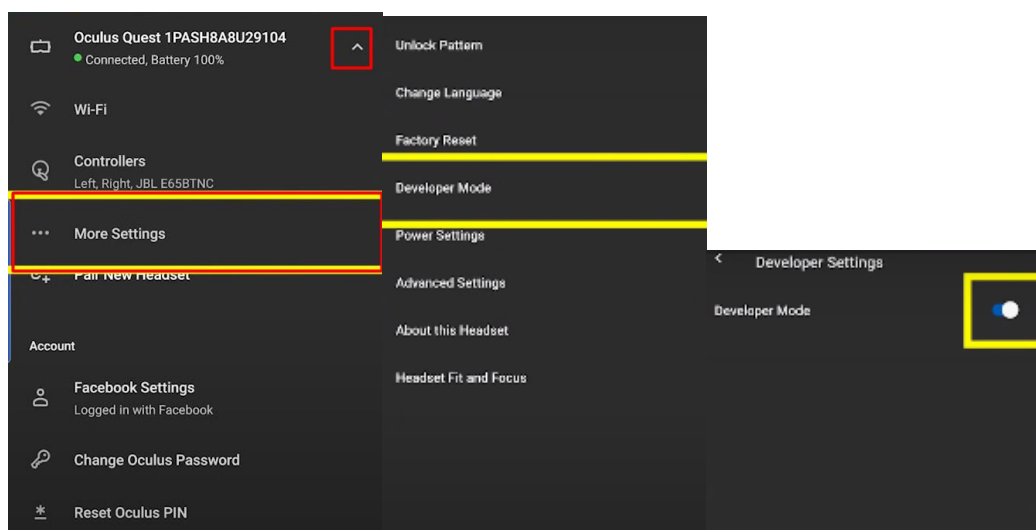 Oculus Quest 1PASH8A8U29104
Connected, Battery 100%
Wi-Fi
Controllers
Left, Right, JBL E65BTNC
More Settings
Pair New Headset
Account
Facebook Settings
Logged in with Facebook
Change Oculus Password
Reset Oculus PIN
Unlock Pattern
Change Language
Factory Reset
Developer Mode
Power Settings
Advanced Settings
About this Headset
Headset Fit and Focus
Developer Settings
Developer Mode